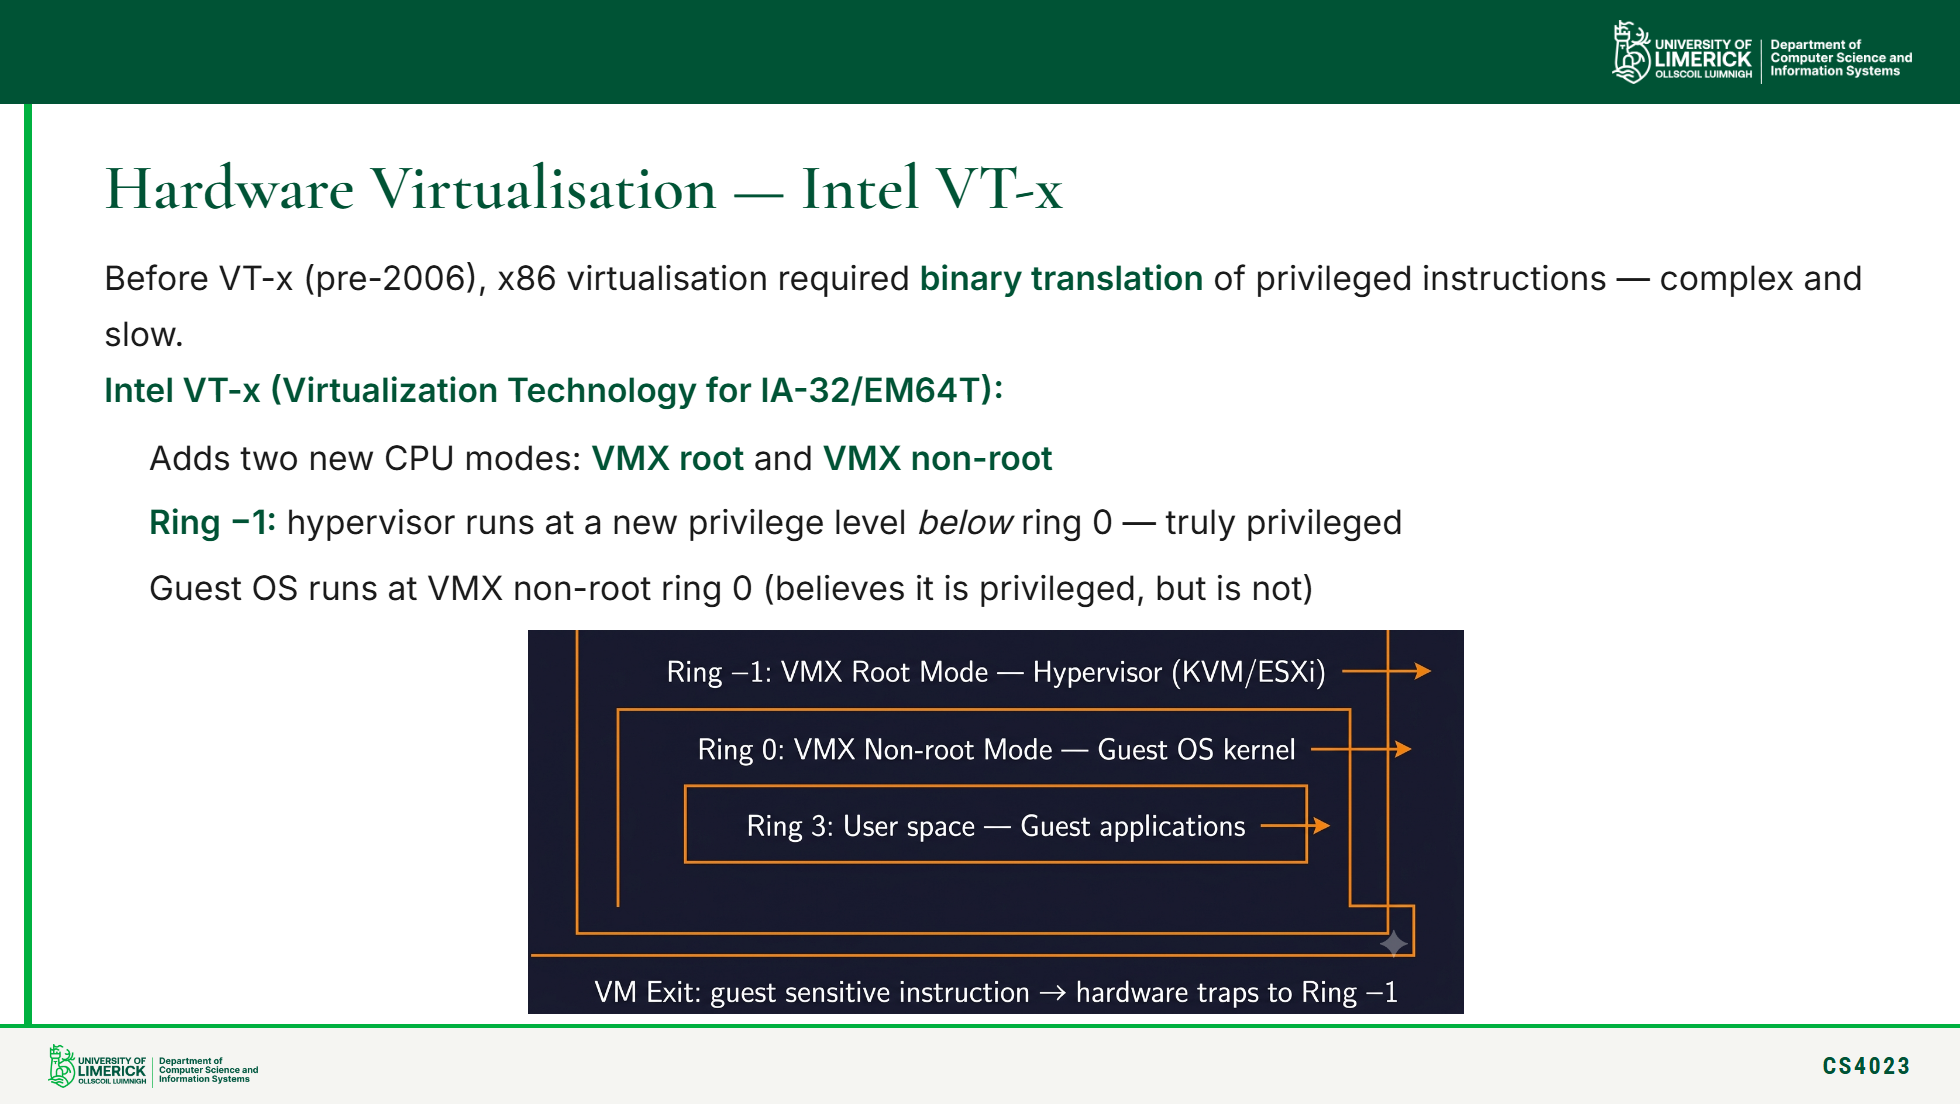 UNIVERSITY OF
LIMERICK
OLLSCOIL LUIMNIGH
Department of
Computer Science and
Information Systems
Hardware Virtualisation — Intel VT-x
Before VT-x (pre-2006), x86 virtualisation required binary translation of privileged instructions — complex and
slow.
Intel VT-x (Virtualization Technology for IA-32/EM64T):
Adds two new CPU modes: VMX root and VMX non-root
Ring −1: hypervisor runs at a new privilege level below ring 0 — truly privileged
Guest OS runs at VMX non-root ring 0 (believes it is privileged, but is not)
Ring −1: VMX Root Mode — Hypervisor (KVM/ESXi)
Ring 0: VMX Non-root Mode — Guest OS kernel
Ring 3: User space — Guest applications
VM Exit: guest sensitive instruction → hardware traps to Ring −1
UNIVERSITY OF
LIMERICK
OLLSCOIL LUIMNIGH
Department of
Computer Science and
Information Systems
CS4023